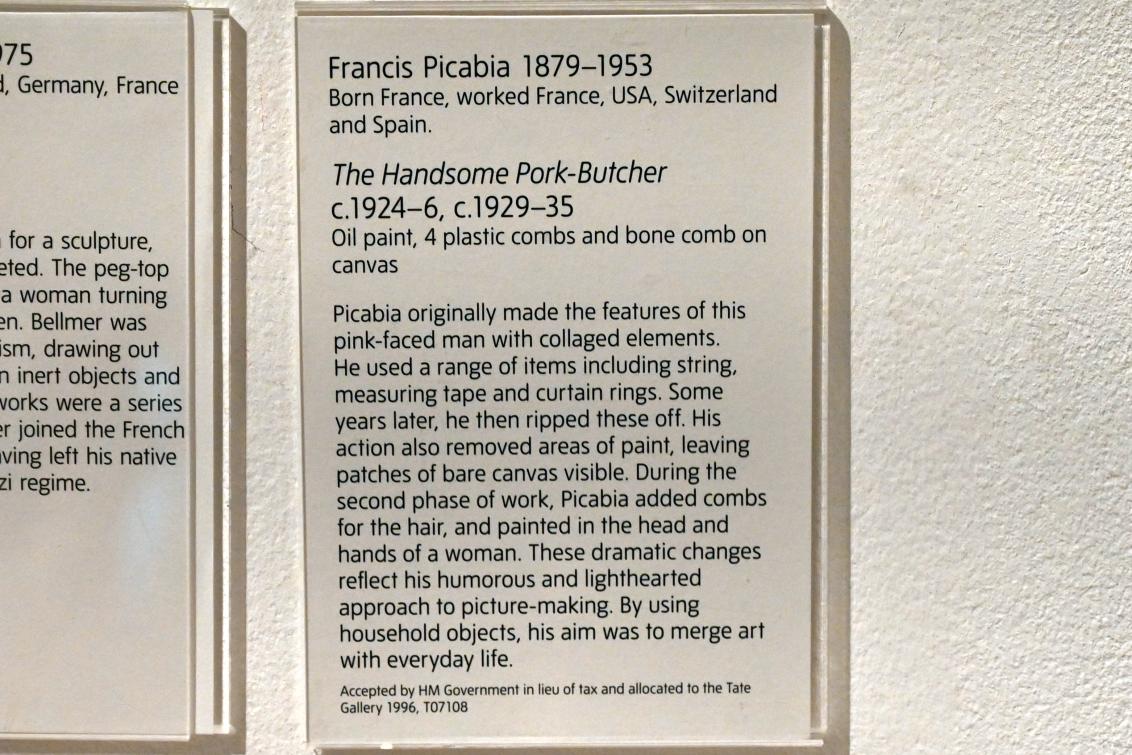 975
d, Germany, France
for a sculpture,
eted. The peg-top
a woman turning
en. Bellmer was
ism, drawing out
n inert objects and
works were a series
er joined the French
aving left his native
zi regime.
Francis Picabia 1879–1953
Born France, worked France, USA, Switzerland
and Spain.
The Handsome Pork-Butcher
c.1924–6, c.1929–35
Oil paint, 4 plastic combs and bone comb on
canvas
Picabia originally made the features of this
pink-faced man with collaged elements.
He used a range of items including string,
measuring tape and curtain rings. Some
years later, he then ripped these off. His
action also removed areas of paint, leaving
patches of bare canvas visible. During the
second phase of work, Picabia added combs
for the hair, and painted in the head and
hands of a woman. These dramatic changes
reflect his humorous and lighthearted
approach to picture-making. By using
household objects, his aim was to merge art
with everyday life.
Accepted by HM Government in lieu of tax and allocated to the Tate
Gallery 1996, T07108